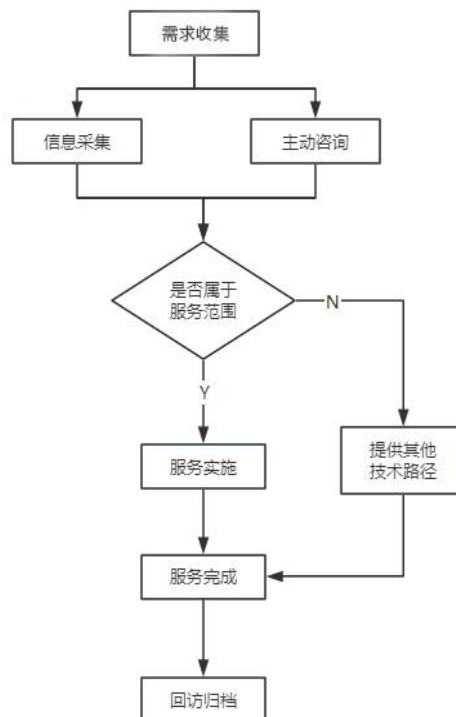 需求收集
信息采集
主动咨询
是否属于
服务范围
N
Y
服务实施
提供其他
技术路径
服务完成
回访归档